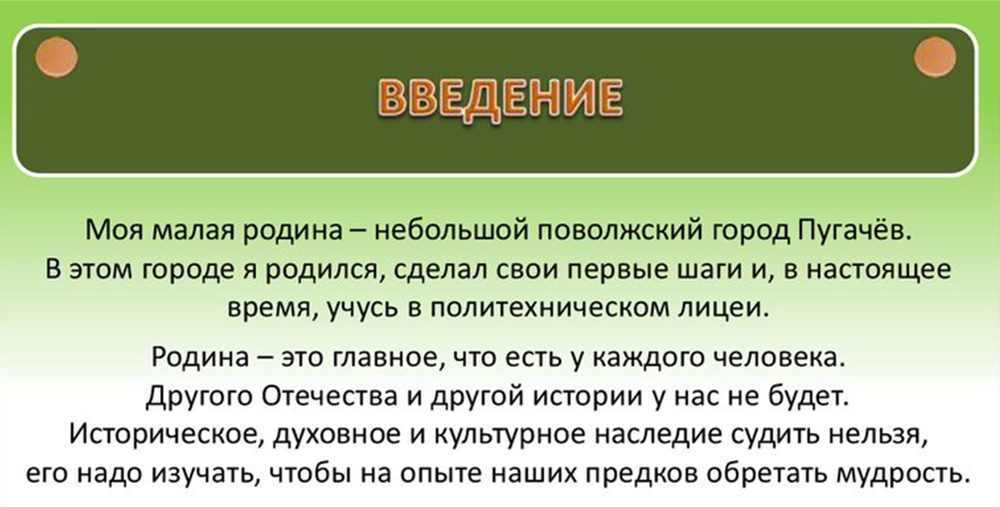 ВВЕДЕНИЕ
Моя малая родина – небольшой поволжский город Пугачёв.
В этом городе я родился, сделал свои первые шаги и, в настоящее
время, учусь в политехническом лицеи.
Родина – это главное, что есть у каждого человека.
Другого Отечества и другой истории у нас не будет.
Историческое, духовное и культурное наследие судить нельзя,
его надо изучать, чтобы на опыте наших предков обретать мудрость.